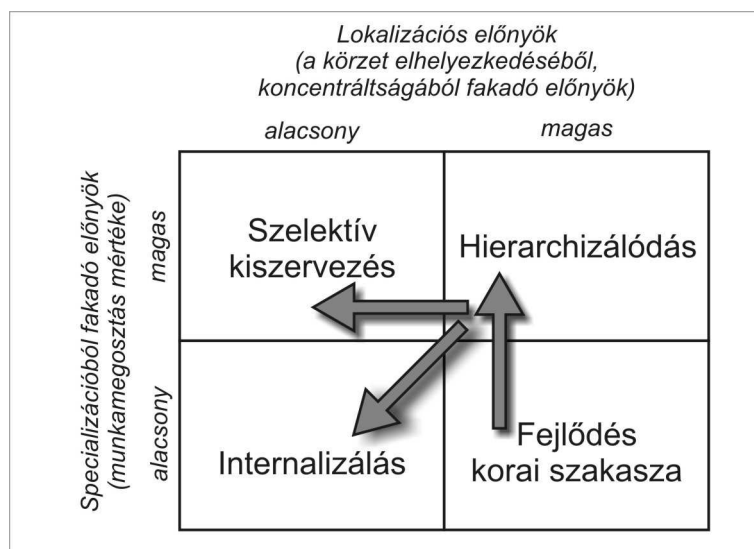 Lokalizációs előnyök
(a körzet elhelyezkedéséből,
koncentráltságából fakadó előnyök)
alacsony
magas
Specializációból fakadó előnyök
(munkamegosztás mértéke)
magas
alacsony
Szelektív
kiszervezés
Hierarchizálódás
Internalizálás
Fejlődés
korai szakasza